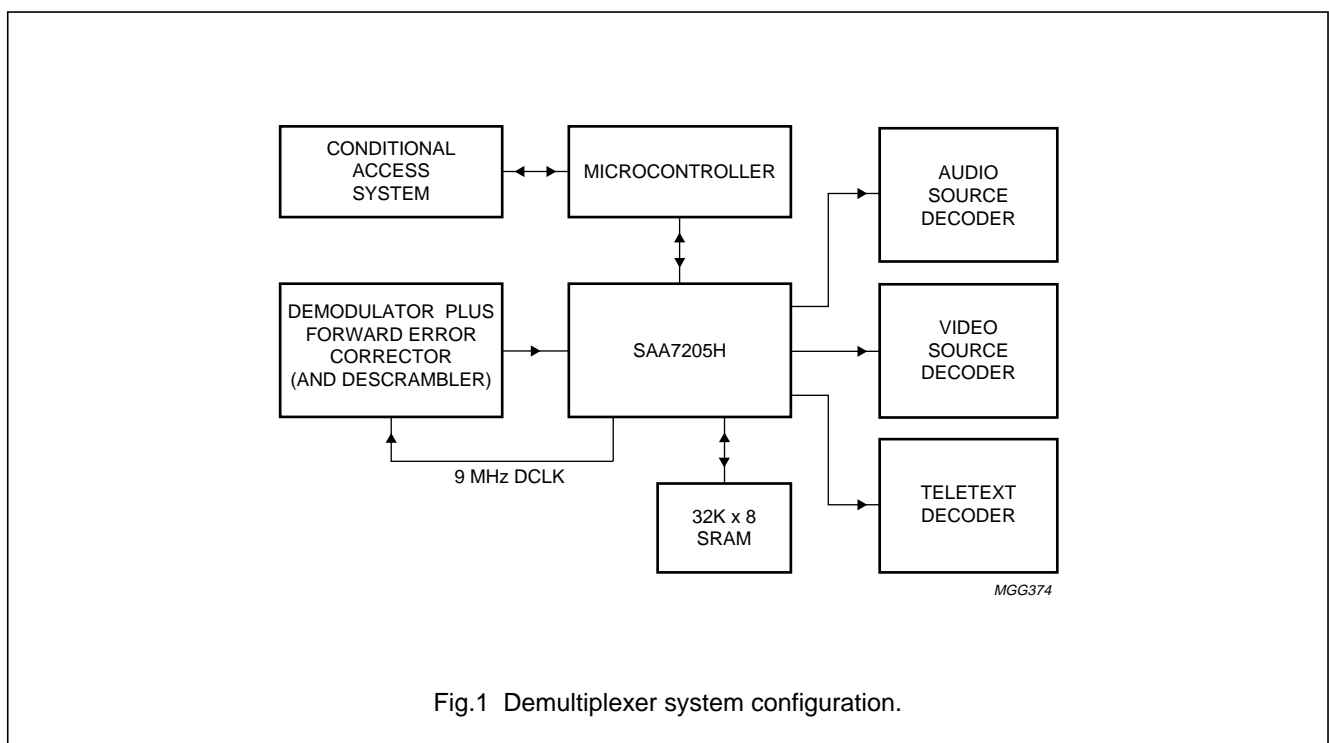 CONDITIONAL
ACCESS
SYSTEM
MICROCONTROLLER
AUDIO
SOURCE
DECODER
DEMODULATOR PLUS
FORWARD ERROR
CORRECTOR
(AND DESCRAMBLER)
SAA7205H
VIDEO
SOURCE
DECODER
9 MHz DCLK
32K x 8
SRAM
TELETEXT
DECODER
MGG374
Fig.1 Demultiplexer system configuration.